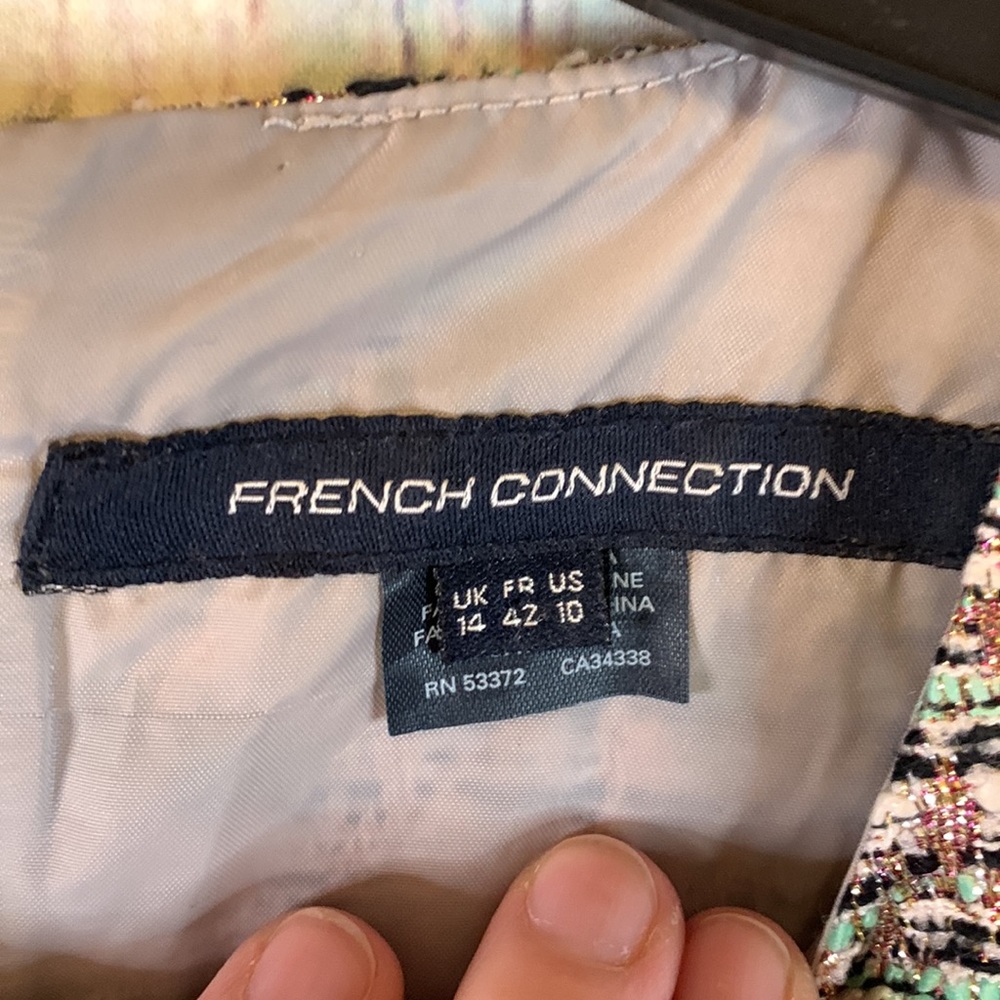 FRENCH CONNECTION
UK FR US
14 42 10
RN 53372 CA34338